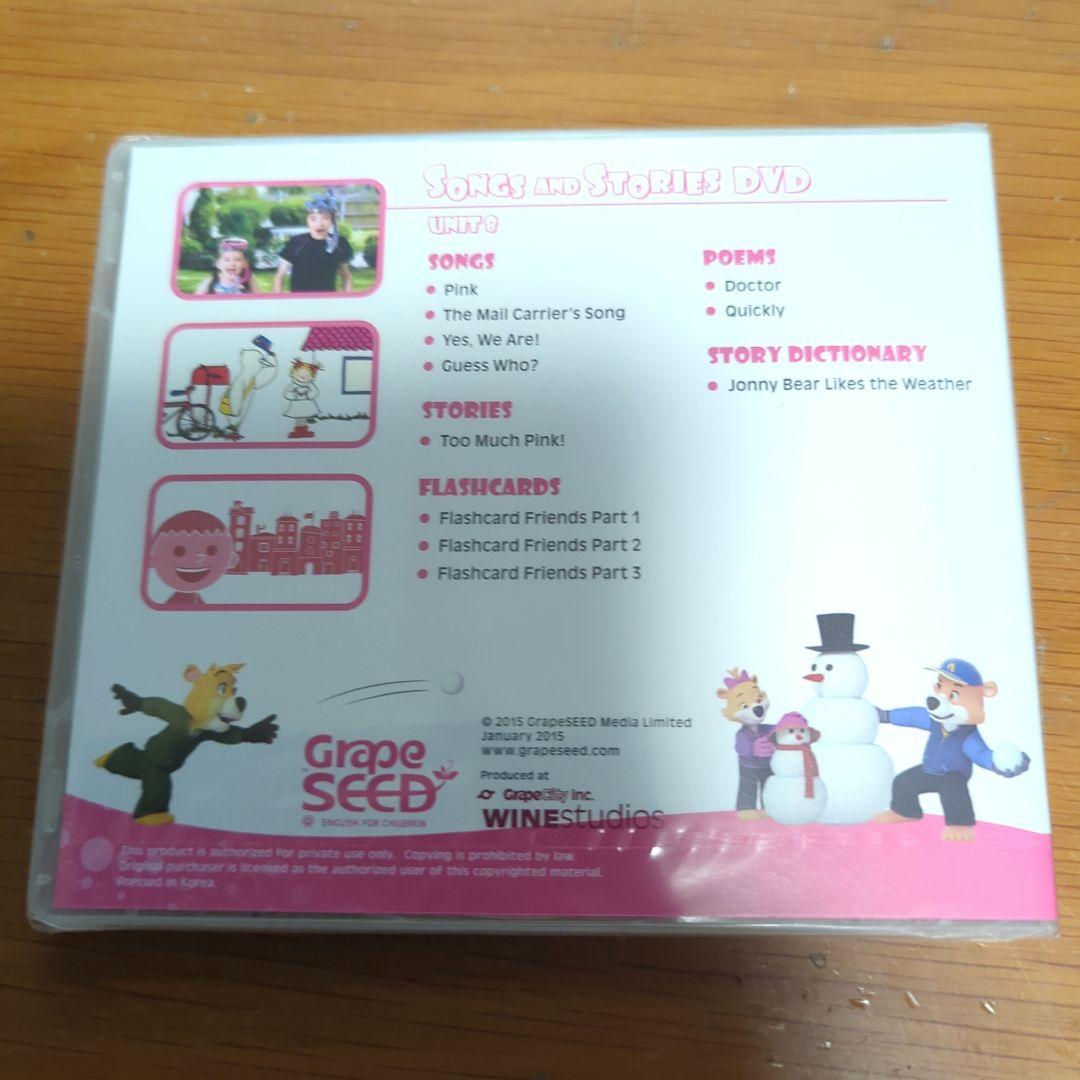 SONGS AND STORIES DVD
UNIT 8
SONGS
• Pink
• The Mail Carrier's Song
• Yes, We Are!
• Guess Who?
STORIES
• Too Much Pink!
FLASHCARDS
• Flashcard Friends Part 1
• Flashcard Friends Part 2
• Flashcard Friends Part 3
POEMS
• Doctor
• Quickly
STORY DICTIONARY
• Jonny Bear Likes the Weather
Grape
SEED
ENGLISH FOR CHILDREN
© 2015 GrapeSEED Media Limited
January 2015
www.grapeseed.com
Produced at
GrapeCity inc.
WINEstudios
This product is authorized for private use only. Copying is prohibited by law.
Original purchaser is licensed as the authorized user of this copyrighted material.
Pressed in Korea.